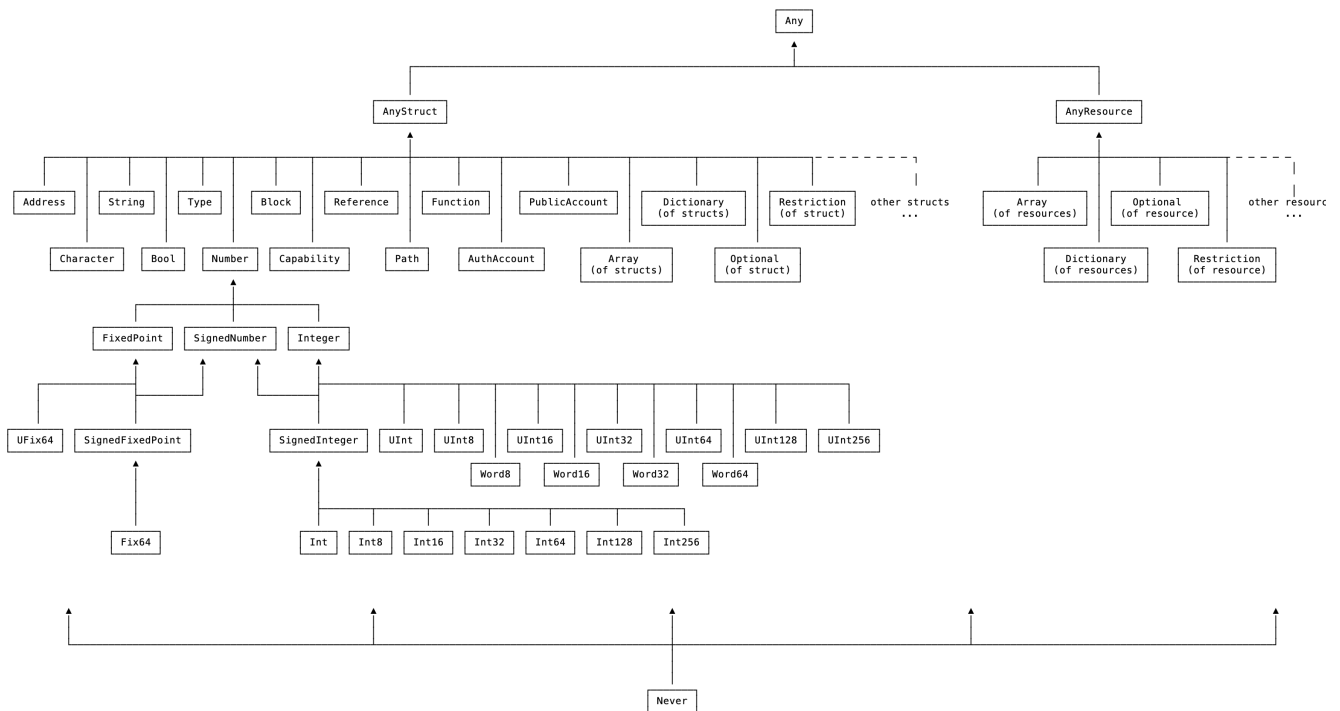 Any
AnyStruct
AnyResource
Address
String
Type
Block
Reference
Function
PublicAccount
Dictionary
(of structs)
Restriction
(of struct)
other structs
...
Array
(of resources)
Optional
(of resource)
other resourc
...
Character
Bool
Number
Capability
Path
AuthAccount
Array
(of structs)
Optional
(of struct)
Dictionary
(of resources)
Restriction
(of resource)
FixedPoint
SignedNumber
Integer
UFix64
SignedFixedPoint
SignedInteger
UInt
UInt8
UInt16
UInt32
UInt64
UInt128
UInt256
Word8
Word16
Word32
Word64
Fix64
Int
Int8
Int16
Int32
Int64
Int128
Int256
Never